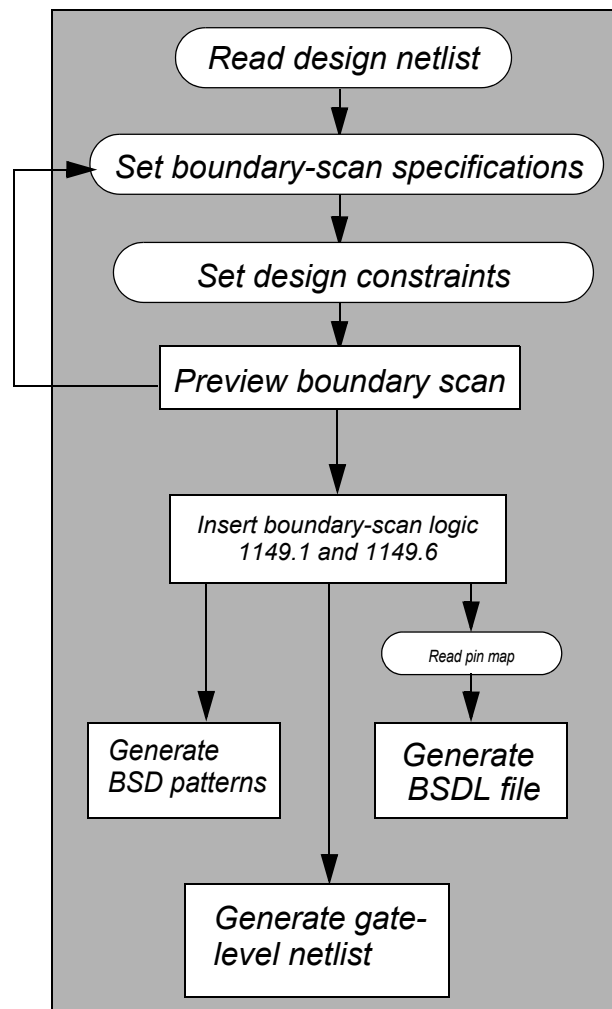 Read design netlist
Set boundary-scan specifications
Set design constraints
Preview boundary scan
Insert boundary-scan logic
1149.1 and 1149.6
Read pin map
Generate
BSD patterns
Generate
BSDL file
Generate gate-
level netlist